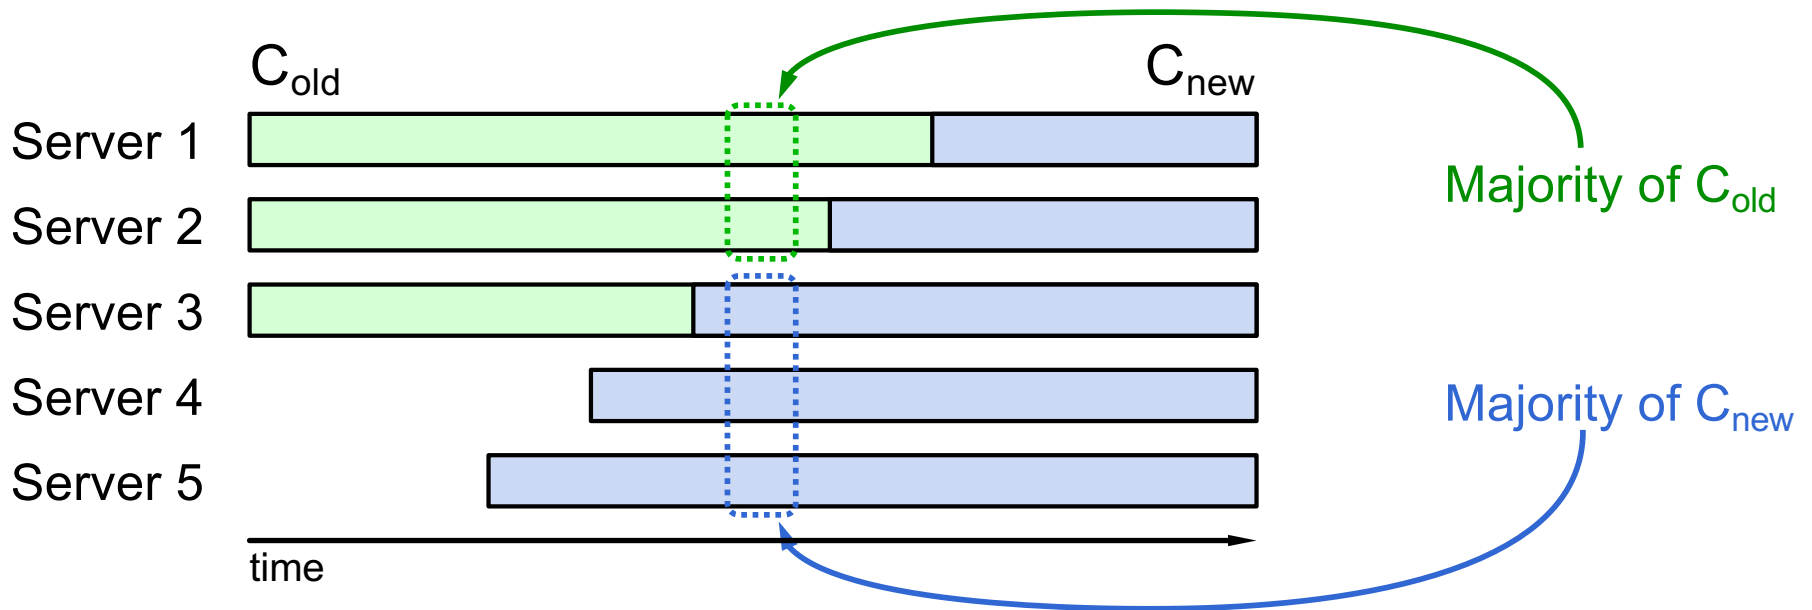 C_old
C_new
Server 1
Server 2
Server 3
Server 4
Server 5
time
Majority of C_old
Majority of C_new